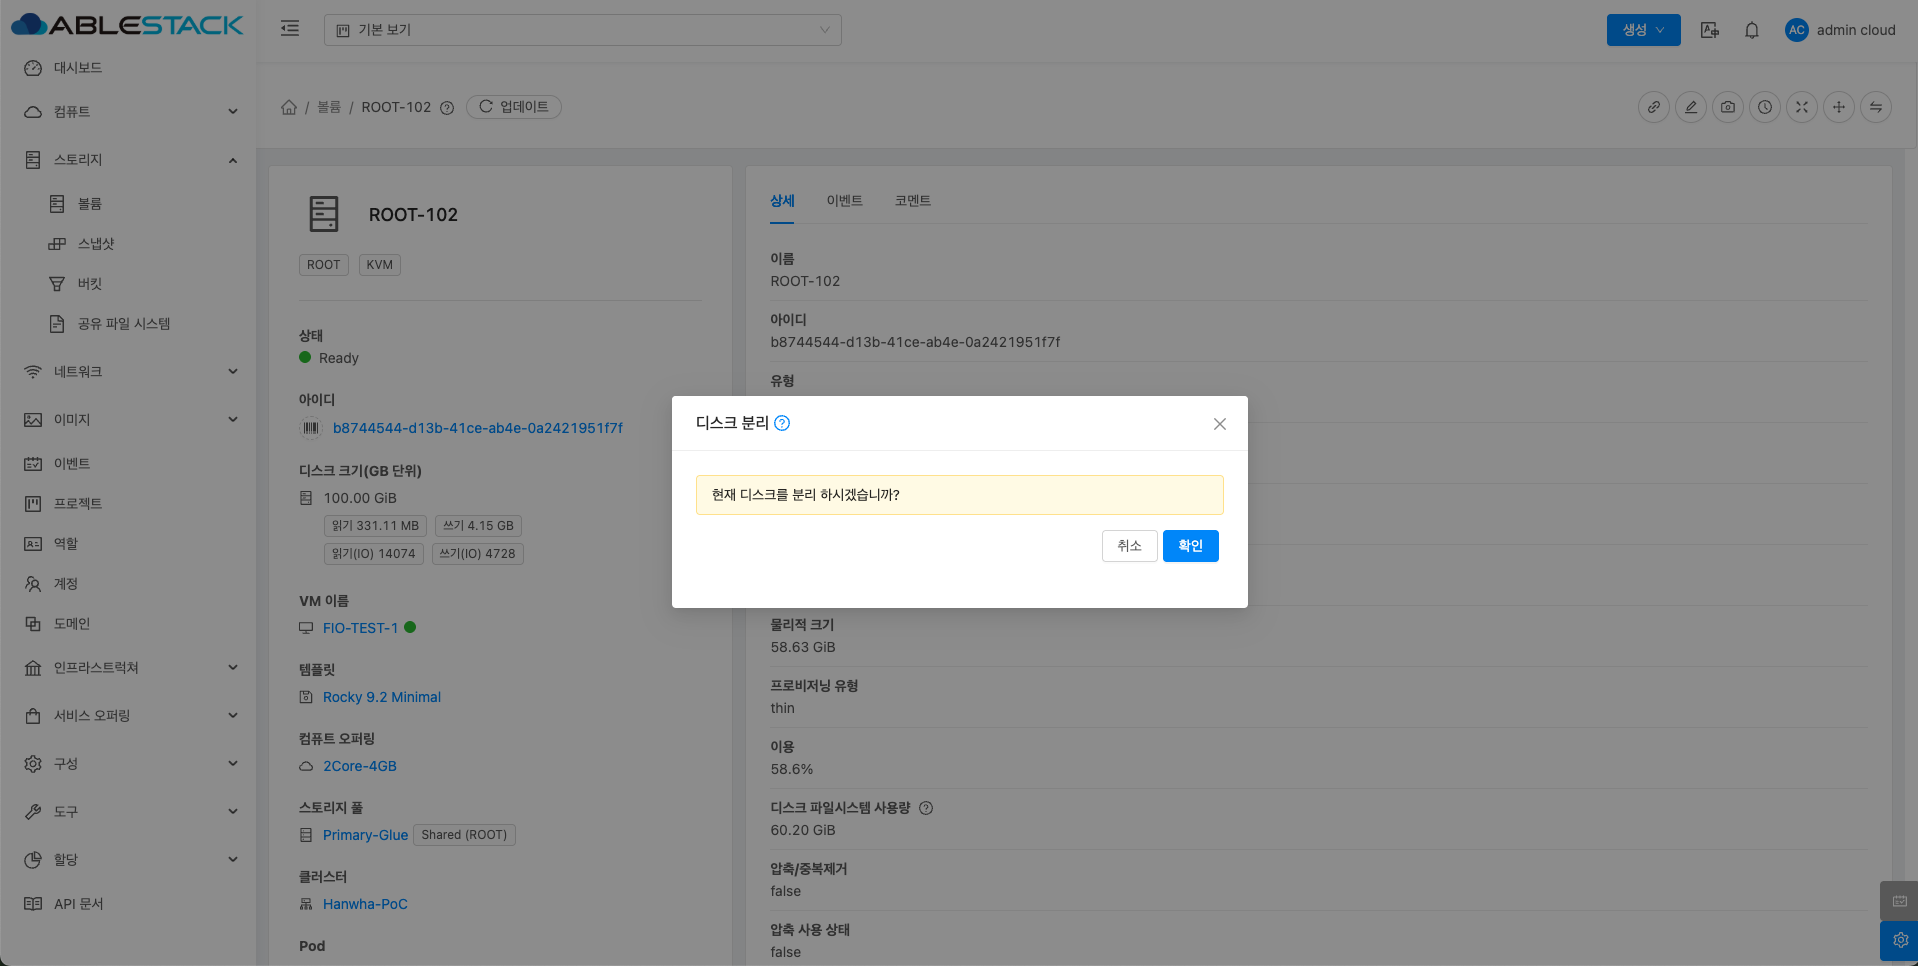 ABLESTACK
기본 보기
생성
AC
admin cloud
대시보드
컴퓨트
스토리지
볼륨
스냅샷
버킷
공유 파일 시스템
네트워크
이미지
이벤트
프로젝트
역할
계정
도메인
인프라스트럭쳐
서비스 오퍼링
구성
도구
할당
API 문서
/ 볼륨 / ROOT-102 업데이트
ROOT-102
ROOT
KVM
상태
Ready
아이디
b8744544-d13b-41ce-ab4e-0a2421951f7f
디스크 크기(GB 단위)
100.00 GiB
읽기 331.11 MB
쓰기 4.15 GB
읽기(IO) 14074
쓰기(IO) 4728
VM 이름
FIO-TEST-1
템플릿
Rocky 9.2 Minimal
컴퓨트 오퍼링
2Core-4GB
스토리지 풀
Primary-Glue
Shared (ROOT)
클러스터
Hanwha-PoC
Pod
상세
이벤트
코멘트
이름
ROOT-102
아이디
b8744544-d13b-41ce-ab4e-0a2421951f7f
유형
디스크 분리
현재 디스크를 분리 하시겠습니까?
취소
확인
물리적 크기
58.63 GiB
프로비저닝 유형
thin
이용
58.6%
디스크 파일시스템 사용량
60.20 GiB
압축/중복제거
false
압축 사용 상태
false